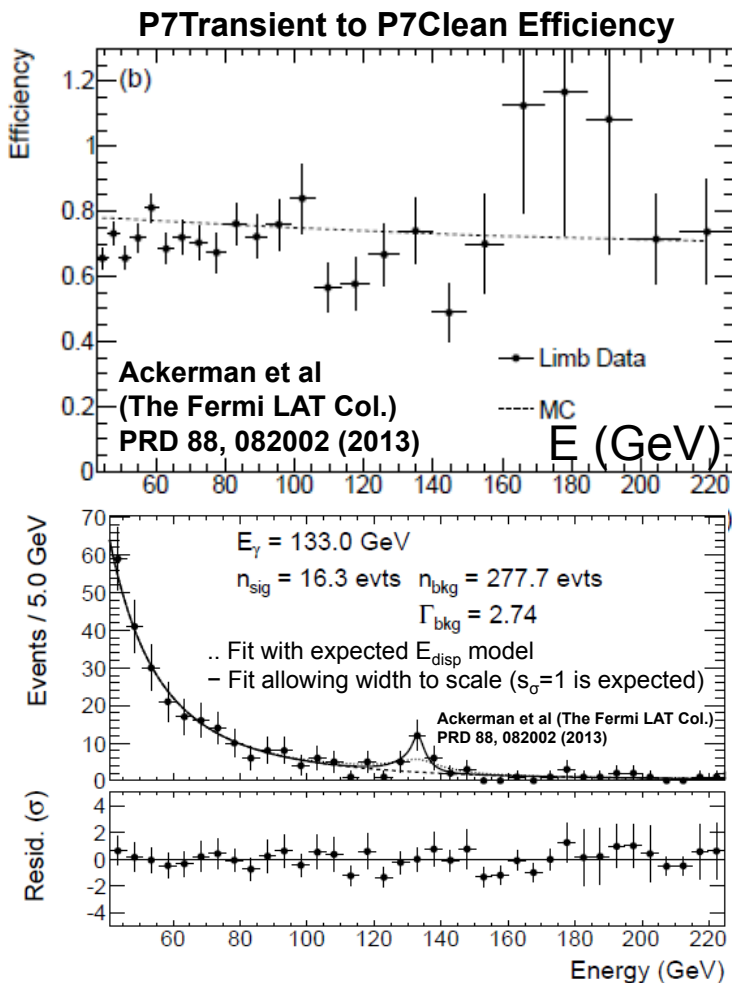 P7Transient to P7Clean Efficiency
(b)
Efficiency
1.2
1
0.8
0.6
0.4
0.2
0
Limb Data
MC
Ackerman et al
(The Fermi LAT Col.)
PRD 88, 082002 (2013)
E (GeV)
60 80 100 120 140 160 180 200 220
Events / 5.0 GeV
70
60
50
40
30
20
10
0
E_γ = 133.0 GeV
n_sig = 16.3 evts n_bkg = 277.7 evts
Γ_bkg = 2.74
.. Fit with expected E_disp model
– Fit allowing width to scale (s_σ=1 is expected)
Ackerman et al (The Fermi LAT Col.)
PRD 88, 082002 (2013)
Resid. (σ)
4
2
0
-2
-4
60 80 100 120 140 160 180 200 220
Energy (GeV)